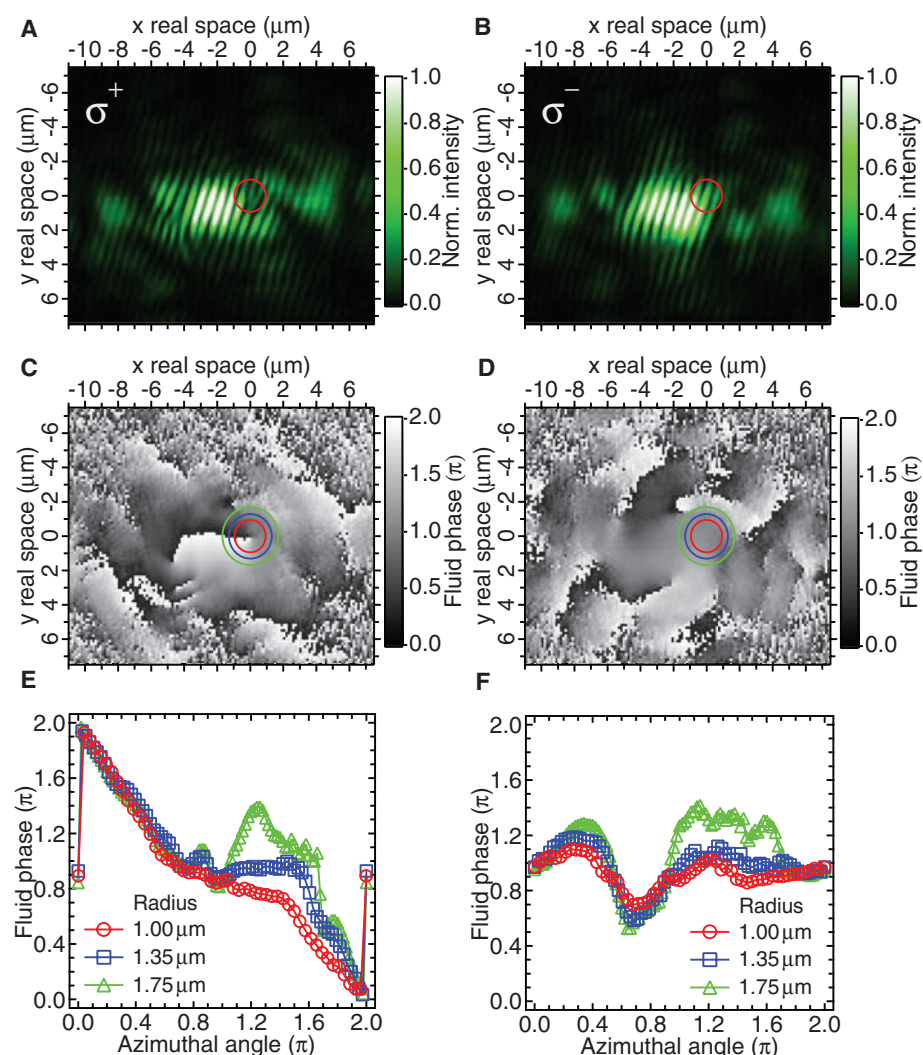 A
x real space (μm)
-10 -8 -6 -4 -2 0 2 4 6
y real space (μm)
-6 -4 -2 0 2 4 6
σ+
1.0
0.8
0.6
0.4
0.2
0.0
Norm. intensity
B
x real space (μm)
-10 -8 -6 -4 -2 0 2 4 6
y real space (μm)
-6 -4 -2 0 2 4 6
σ−
1.0
0.8
0.6
0.4
0.2
0.0
Norm. intensity
C
x real space (μm)
-10 -8 -6 -4 -2 0 2 4 6
y real space (μm)
-6 -4 -2 0 2 4 6
2.0
1.5
1.0
0.5
0.0
Fluid phase (π)
D
x real space (μm)
-10 -8 -6 -4 -2 0 2 4 6
y real space (μm)
-6 -4 -2 0 2 4 6
2.0
1.5
1.0
0.5
0.0
Fluid phase (π)
E
Fluid phase (π)
2.0
1.6
1.2
0.9
0.4
0.0
Radius
1.00 μm
1.35 μm
1.75 μm
0.0 0.4 0.8 1.2 1.6 2.0
Azimuthal angle (π)
F
Fluid phase (π)
2.0
1.6
1.2
0.9
0.4
0.0
Radius
1.00 μm
1.35 μm
1.75 μm
0.0 0.4 0.8 1.2 1.6 2.0
Azimuthal angle (π)